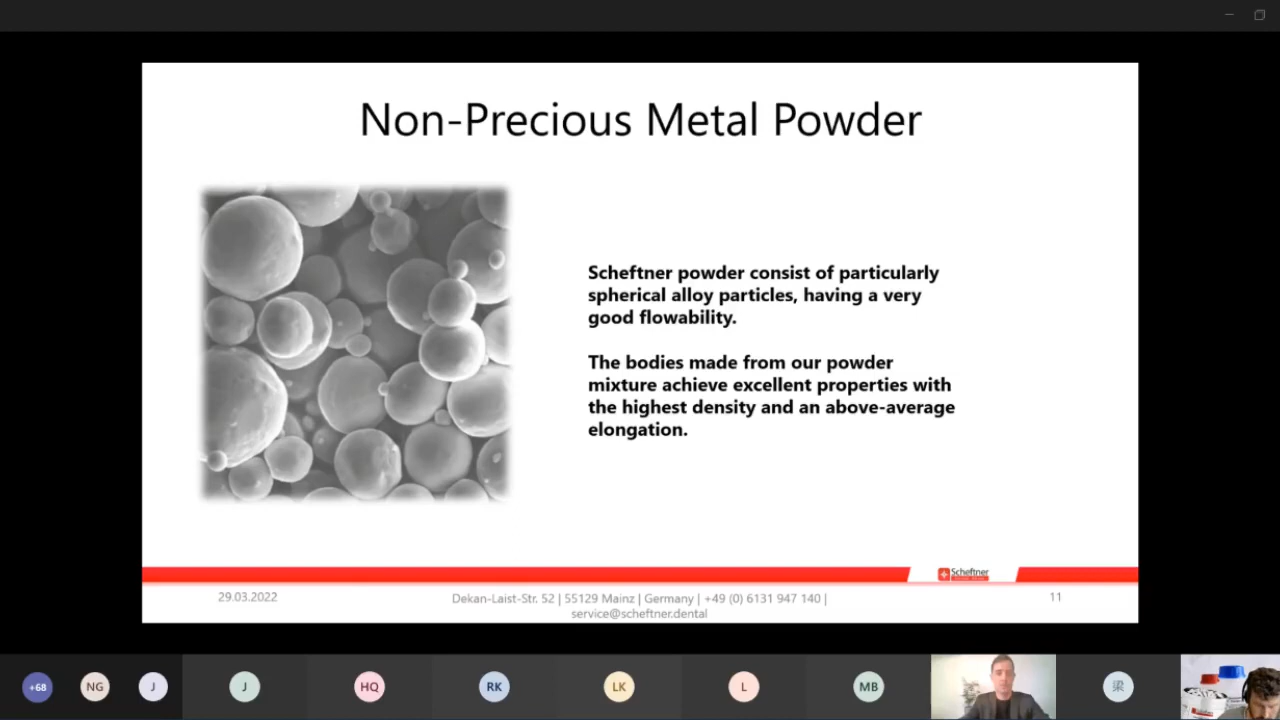 Non-Precious Metal Powder
Scheftner powder consist of particularly
spherical alloy particles, having a very
good flowability.
The bodies made from our powder
mixture achieve excellent properties with
the highest density and an above-average
elongation.
Scheftner
29.03.2022
Dekan-Laist-Str. 52 | 55129 Mainz | Germany | +49 (0) 6131 947 140 |
service@scheftner.dental
11
+68
NG
J
J
HQ
RK
LK
L
MB
梁